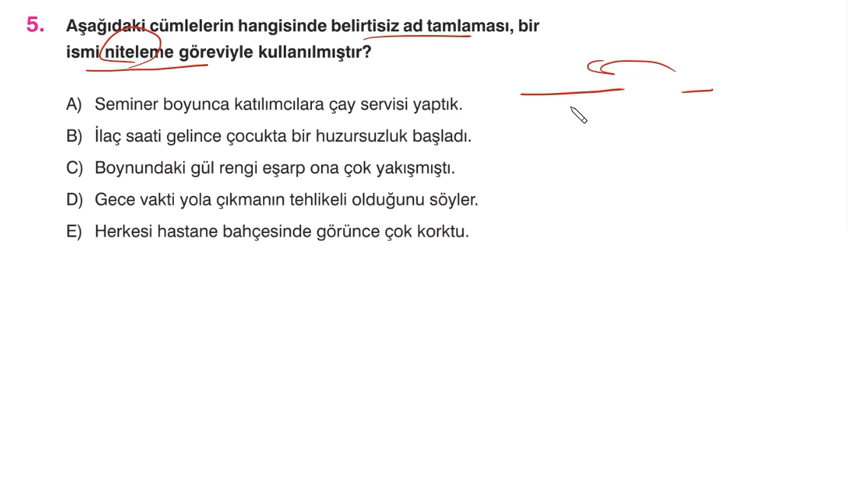 5. Aşağıdaki cümlelerin hangisinde belirtisiz ad tamlaması, bir
ismi niteleme göreviyle kullanılmıştır?
A) Seminer boyunca katılımcılara çay servisi yaptık.
B) İlaç saati gelince çocukta bir huzursuzluk başladı.
C) Boynundaki gül rengi eşarp ona çok yakışmıştı.
D) Gece vakti yola çıkmanın tehlikeli olduğunu söyler.
E) Herkesi hastane bahçesinde görünce çok korktu.